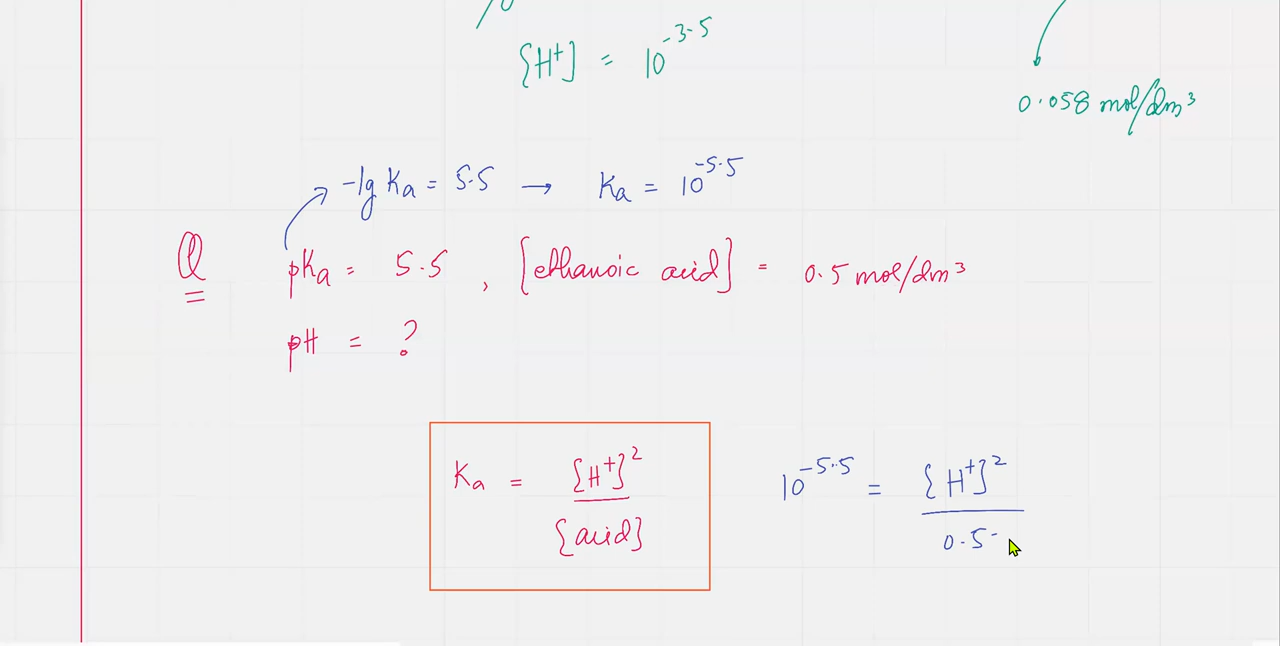 [H⁺] = 10⁻³·⁵
0.058 mol/dm³
-lg Ka = 5.5 → Ka = 10⁻⁵·⁵
Q pKa = 5.5 , [ethanoic acid] = 0.5 mol/dm³
pH = ?
Ka = [H⁺]² / [acid]
10⁻⁵·⁵ = [H⁺]² / 0.5